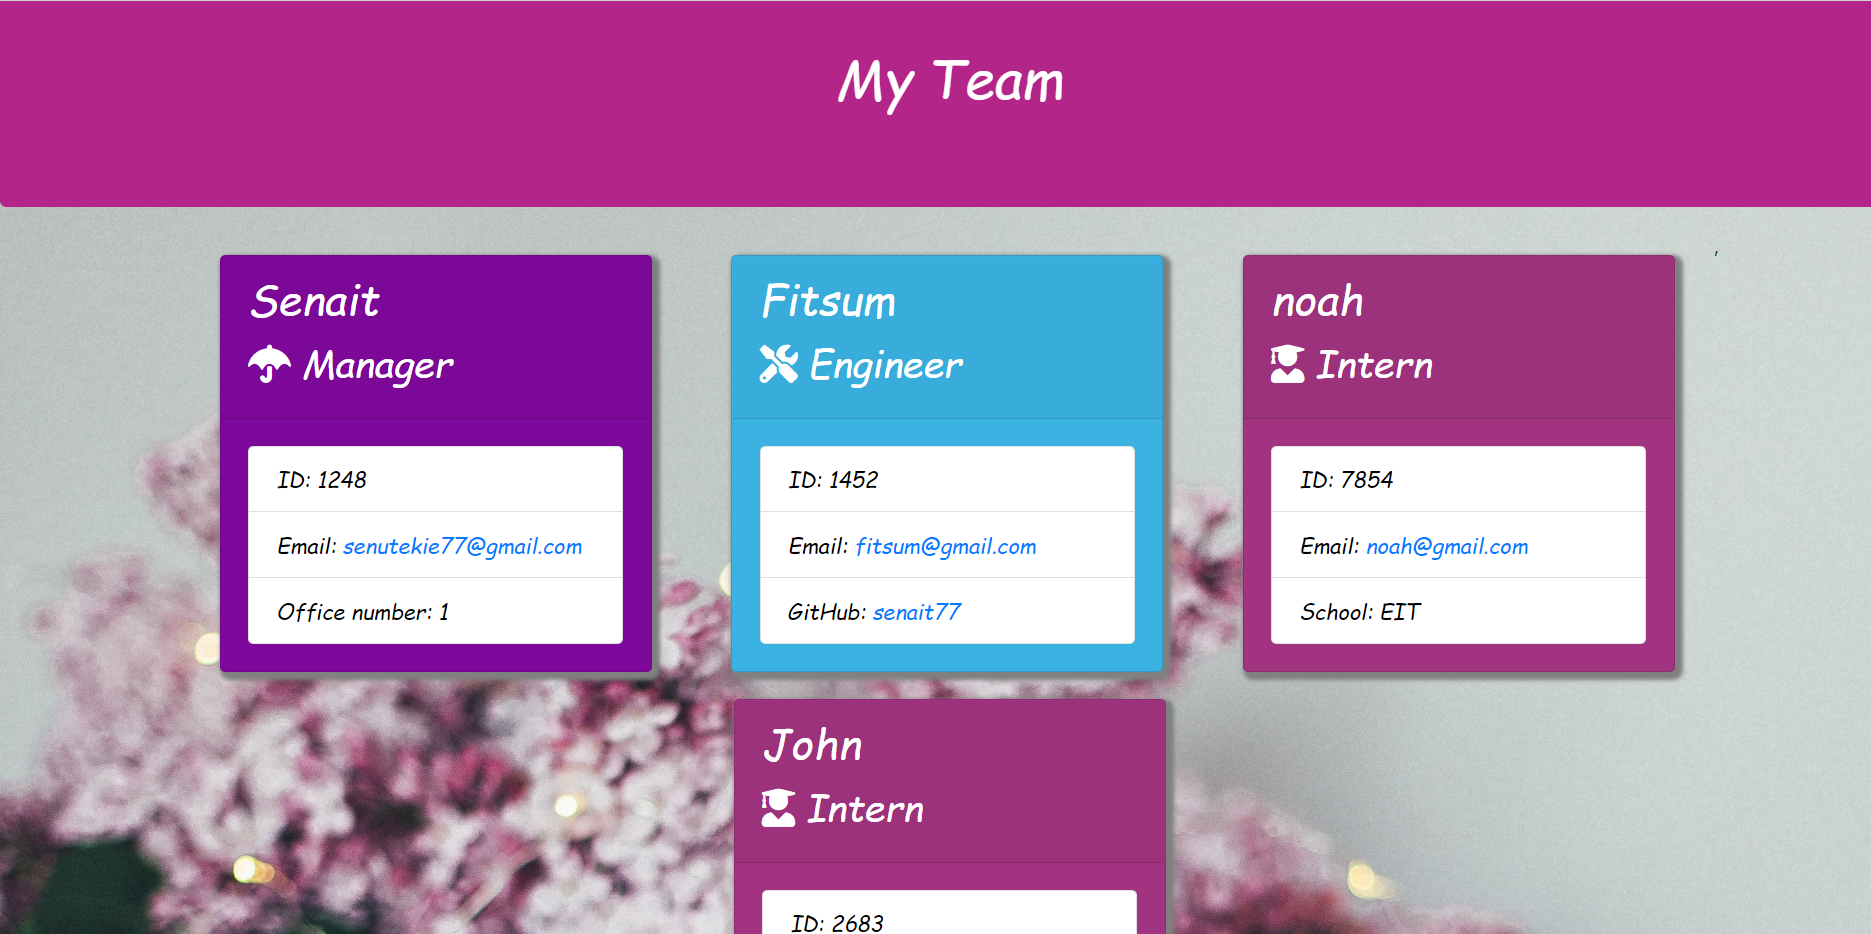 My Team
Senait
Manager
ID: 1248
Email: senutekie77@gmail.com
Office number: 1
Fitsum
Engineer
ID: 1452
Email: fitsum@gmail.com
GitHub: senait77
noah
Intern
ID: 7854
Email: noah@gmail.com
School: EIT
,
John
Intern
ID: 2683